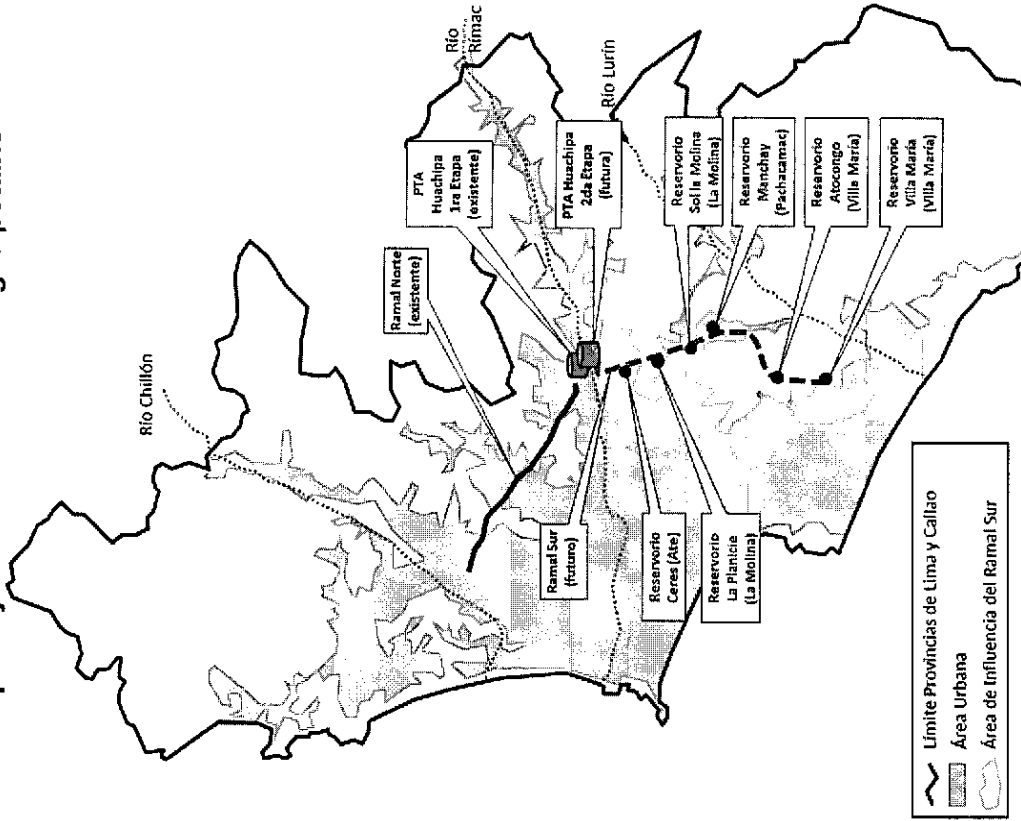 Río Chillón
Río
Rímac
Ramal Norte
(existente)
PTA
Huachipa
1ra Etapa
(existente)
PTA Huachipa
2da Etapa
(futura)
Río Lurín
Reservorio
Sol la Molina
(La Molina)
Reservorio
Manchay
(Pachacamac)
Reservorio
Atocongo
(Villa María)
Reservorio
Villa María
(Villa María)
Ramal Sur
(futuro)
Reservorio
Ceres (Ate)
Reservorio
La Planicie
(La Molina)
Límite Provincias de Lima y Callao
Área Urbana
Área de Influencia del Ramal Sur